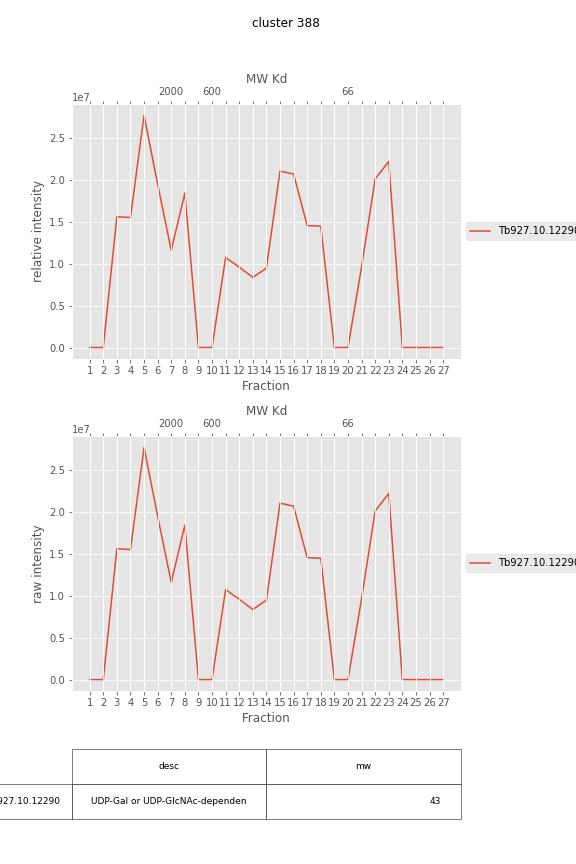 cluster 388
MW Kd
2000 600 66
1e7
2.5
2.0
1.5
1.0
0.5
0.0
relative intensity
Tb927.10.12290
1 2 3 4 5 6 7 8 9 10 11 12 13 14 15 16 17 18 19 20 21 22 23 24 25 26 27
Fraction
MW Kd
2000 600 66
1e7
2.5
2.0
1.5
1.0
0.5
0.0
raw intensity
Tb927.10.12290
1 2 3 4 5 6 7 8 9 10 11 12 13 14 15 16 17 18 19 20 21 22 23 24 25 26 27
Fraction
desc mw
927.10.12290 UDP-Gal or UDP-GlcNAc-dependen 43